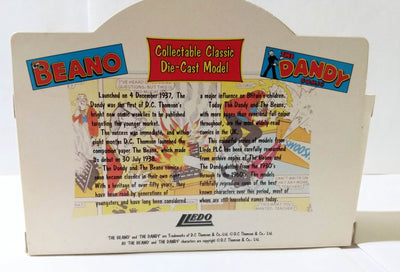 THE BEANO
Collectable Classic
Die-Cast Model
THE DANDY
COMIC
Launched on 4 December 1937, The
Dandy was the first of D.C. Thomson's
bright new comic weeklies to be published
targeting the younger market.
The success was immediate and within
months D.C. Thomson launched the
companion paper, The Beano, which made
its debut on 30 July 1938.
The Dandy and The Beano
became classics in their own
With a heritage of over fifty years, they
have been read by generations of
youngsters and have long been considered
a major influence on Britain's children.
Today The Dandy and The Beano,
with more pages than ever and full colour
throughout, are the most widely-read
comics in the U.K.
This colourful series of models
Lledo PLC has been carefully researched
from archive copies of The Beano and
The Dandy dating from the 1930's
through to the 1960's. The models
faithfully reproduce some of the best
known characters over this period, most of
whom are still household names today.
LLEDO
'THE BEANO' and 'THE DANDY' are Trademarks of D.C. Thomson & Co. Ltd. © D.C. Thomson & Co. Ltd.
All 'THE BEANO' and 'THE DANDY' characters are copyright © D.C. Thomson & Co. Ltd.